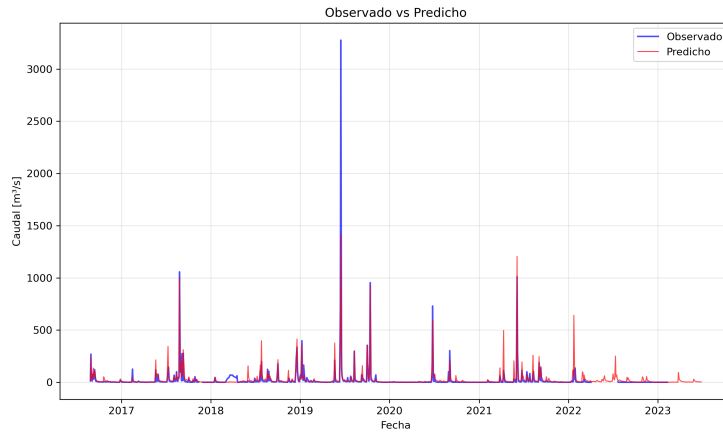 Observado vs Predicho
Observado
Predicho
Caudal [m³/s]
3000
2500
2000
1500
1000
500
0
2017
2018
2019
2020
2021
2022
2023
Fecha